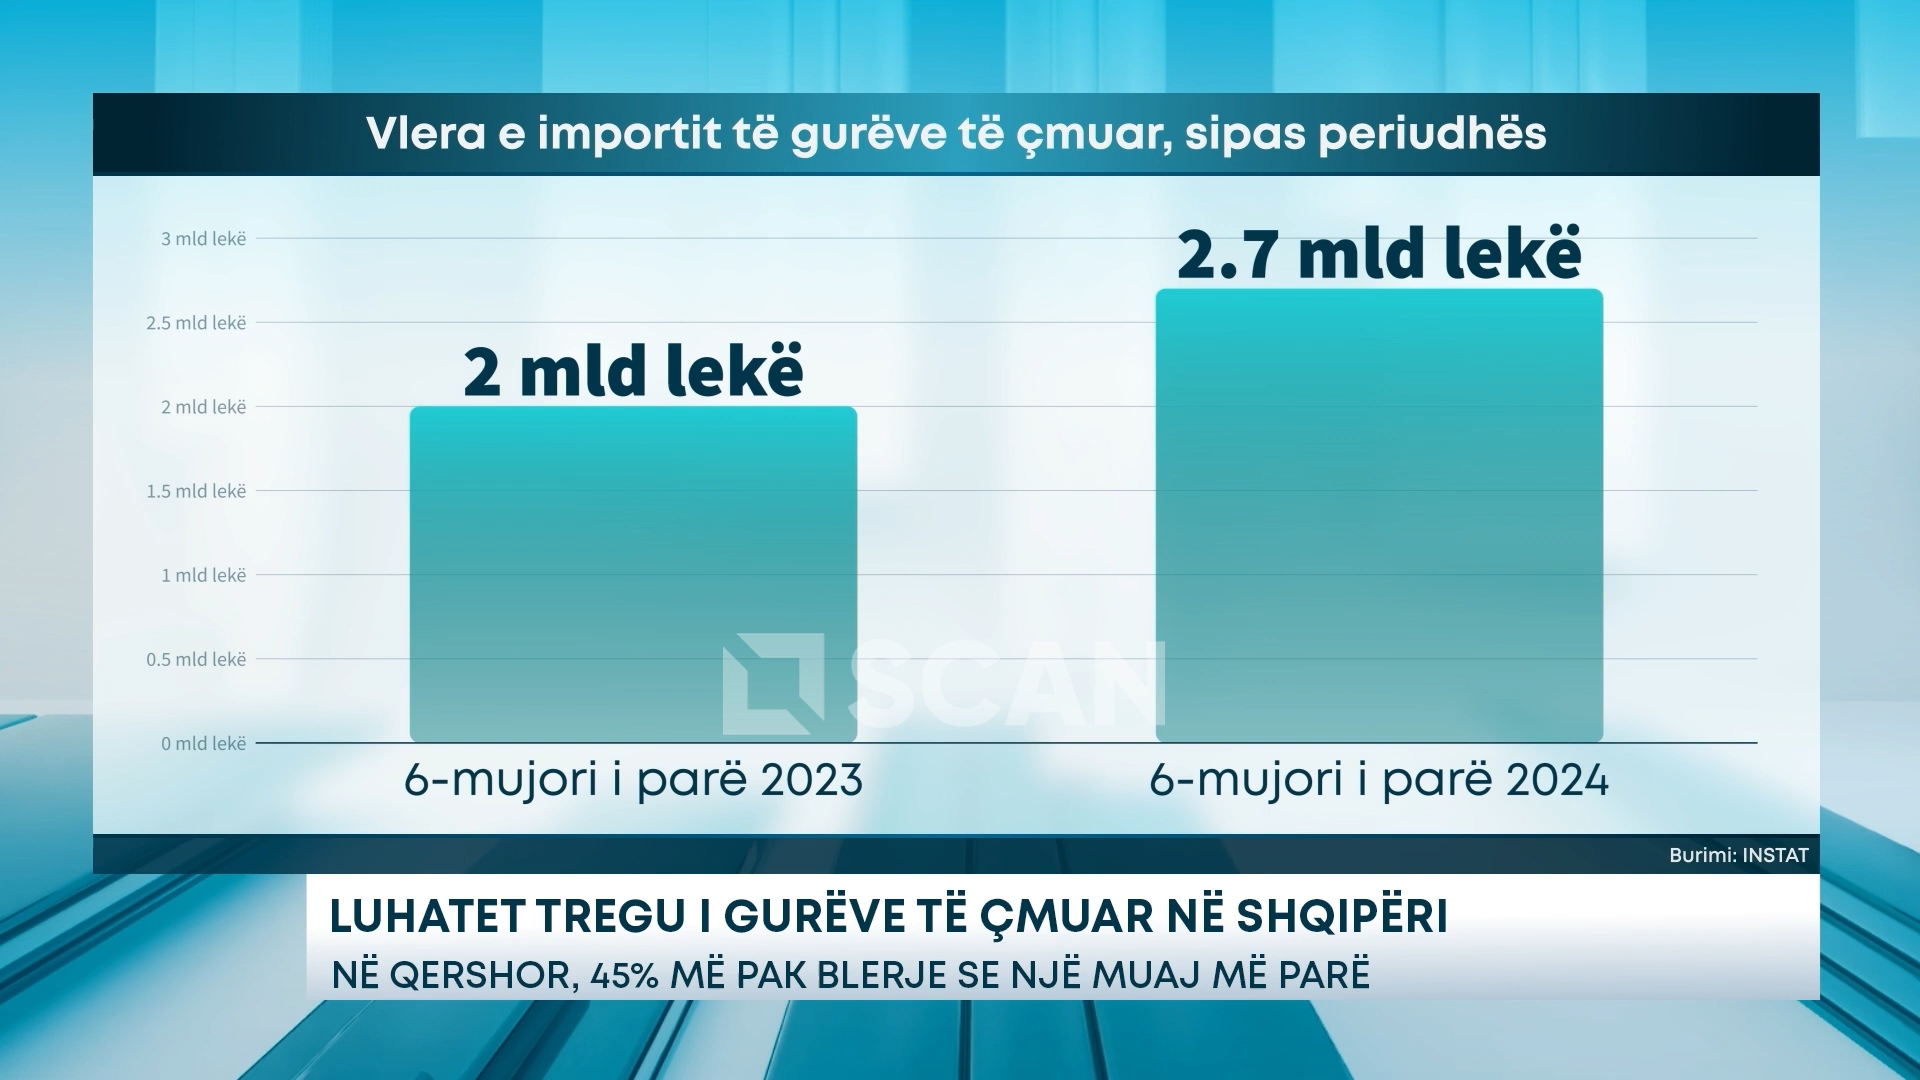 Vlera e importit të gurëve të çmuar, sipas periudhës
3 mld lekë
2.5 mld lekë
2 mld lekë
1.5 mld lekë
1 mld lekë
0.5 mld lekë
0 mld lekë
2 mld lekë
2.7 mld lekë
SCAN
6-mujori i parë 2023
6-mujori i parë 2024
Burimi: INSTAT
LUHATET TREGU I GURËVE TË ÇMUAR NË SHQIPËRI
NË QERSHOR, 45% MË PAK BLERJE SE NJË MUAJ MË PARË